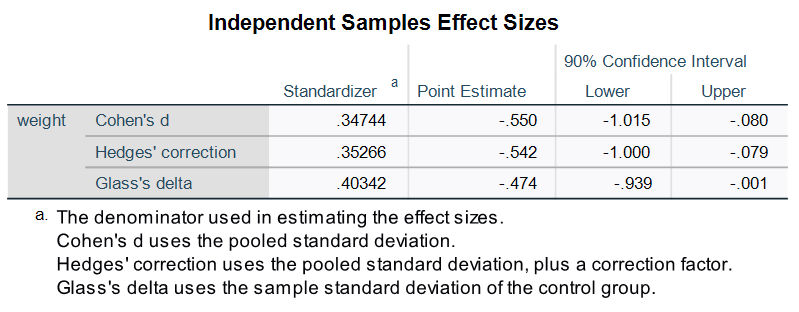 Independent Samples Effect Sizes
90% Confidence Interval
Standardizer a Point Estimate Lower Upper
weight Cohen's d .34744 -.550 -1.015 -.080
Hedges' correction .35266 -.542 -1.000 -.079
Glass's delta .40342 -.474 -.939 -.001
a. The denominator used in estimating the effect sizes.
Cohen's d uses the pooled standard deviation.
Hedges' correction uses the pooled standard deviation, plus a correction factor.
Glass's delta uses the sample standard deviation of the control group.